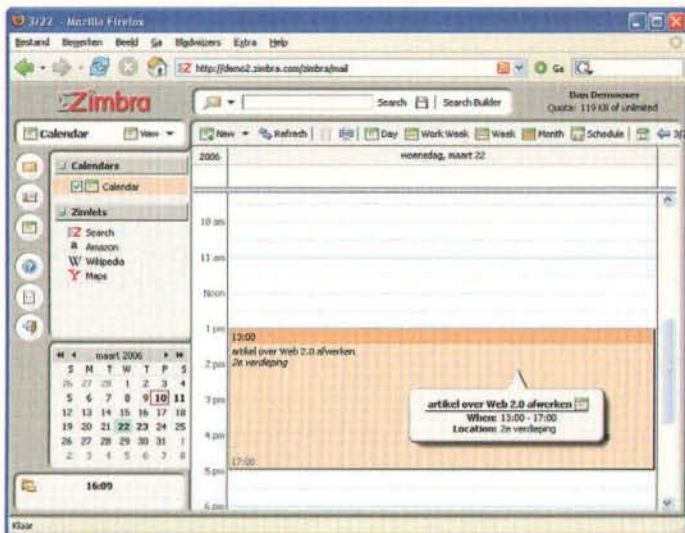 3/22 - Mozilla Firefox
Bestand Bewerken Beeld Ga Bladwijzers Extra Help
http://demo2.zimbra.com/zimbra/mail
Ga
Zimbra
Search Search Builder
Dan Demouser
Quota: 119 KB of unlimited
Calendar View
New Refresh Day Work Week Week Month Schedule 3/2
Calendars
Calendar
Zimlets
Search
Amazon
Wikipedia
Maps
2006 woensdag, maart 22
10 am
11 am
Noon
1 pm
2 pm
3 pm
4 pm
5 pm
6 pm
13:00
artikel over Web 2.0 afwerken
2e verdieping
17:00
artikel over Web 2.0 afwerken
When: 13:00 - 17:00
Location: 2e verdieping
maart 2006
S M T W T F S
26 27 28 1 2 3 4
5 6 7 8 9 10 11
12 13 14 15 16 17 18
19 20 21 22 23 24 25
26 27 28 29 30 31 1
2 3 4 5 6 7 8
16:09
Klaar